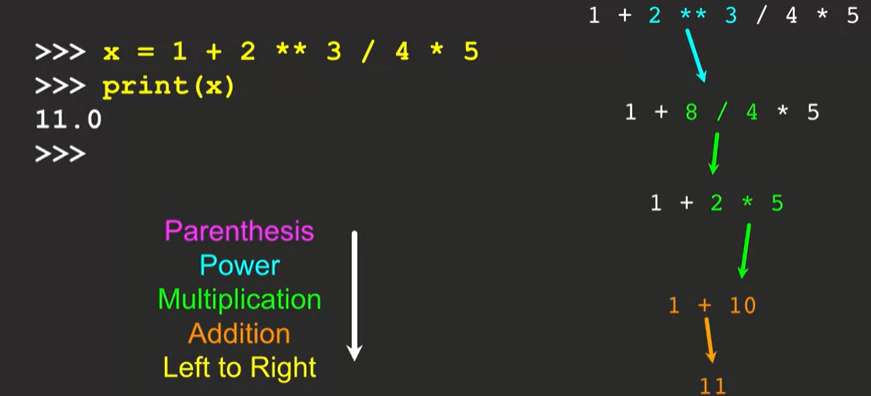 >>> x = 1 + 2 ** 3 / 4 * 5
>>> print(x)
11.0
>>>
Parenthesis
Power
Multiplication
Addition
Left to Right
1 + 2 ** 3 / 4 * 5
1 + 8 / 4 * 5
1 + 2 * 5
1 + 10
11